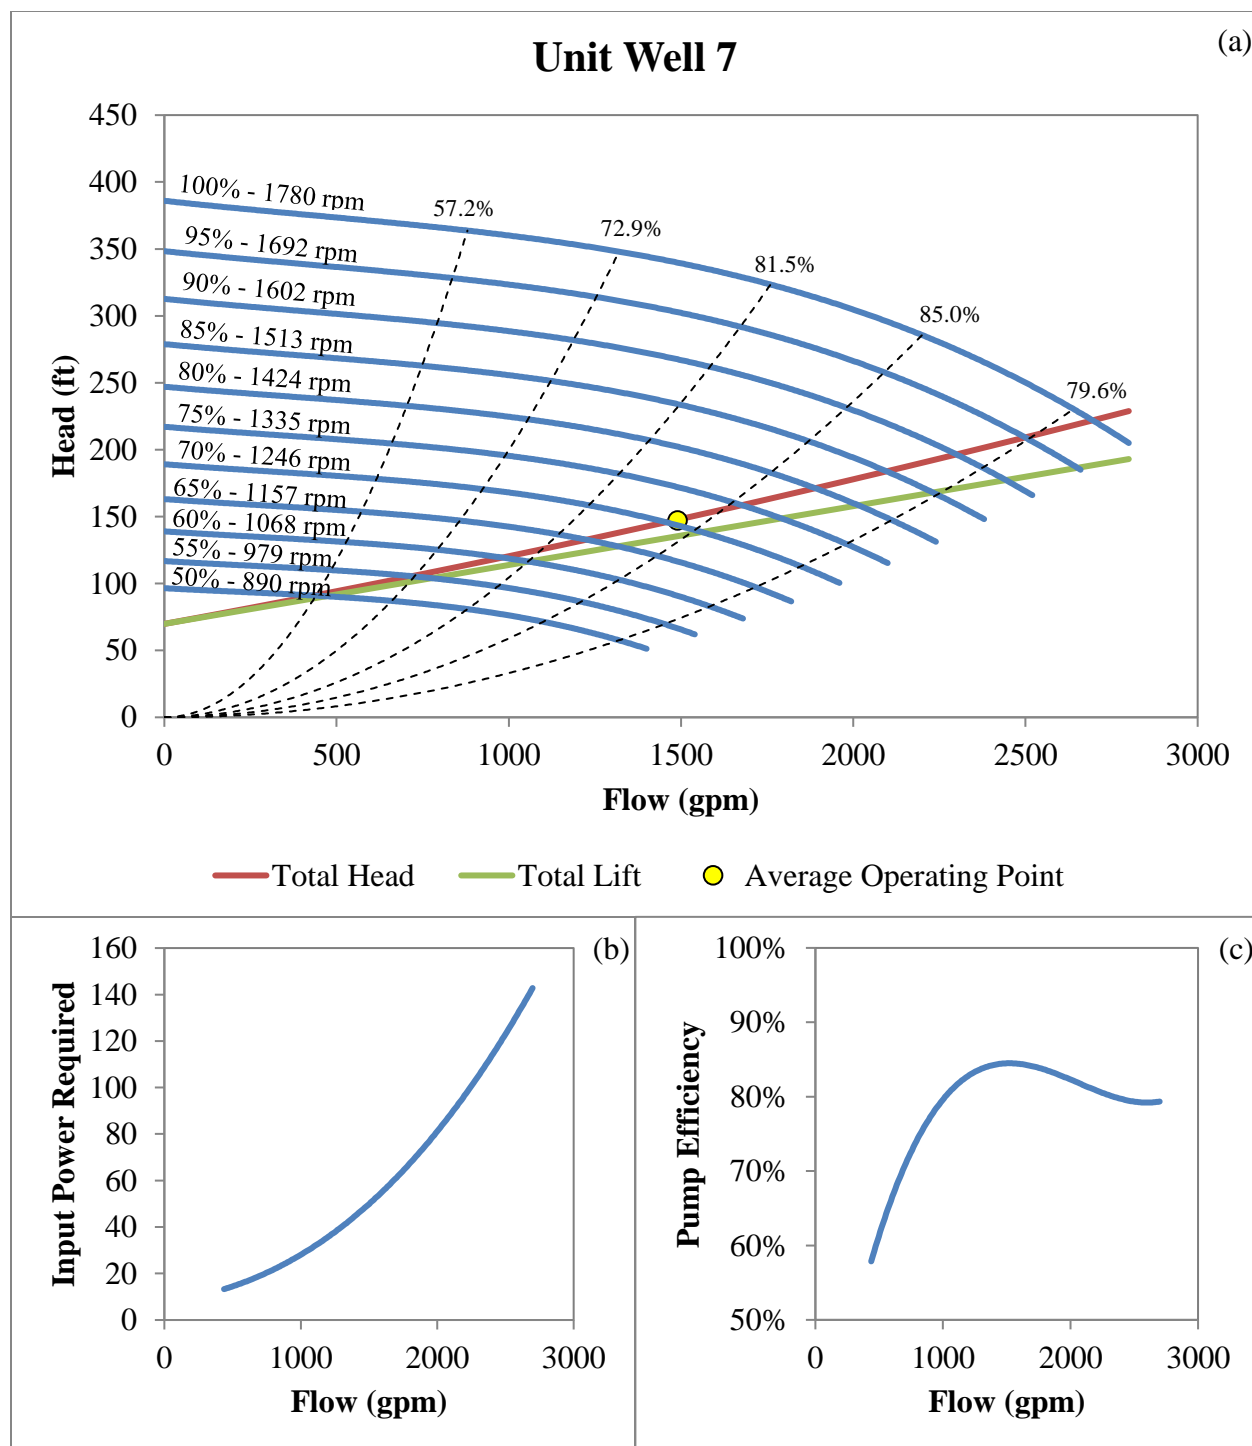 (a)
Unit Well 7
450
400
350
300
250
200
150
100
50
0
Head (ft)
100% - 1780 rpm
95% - 1692 rpm
90% - 1602 rpm
85% - 1513 rpm
80% - 1424 rpm
75% - 1335 rpm
70% - 1246 rpm
65% - 1157 rpm
60% - 1068 rpm
55% - 979 rpm
50% - 890 rpm
57.2%
72.9%
81.5%
85.0%
79.6%
0 500 1000 1500 2000 2500 3000
Flow (gpm)
Total Head Total Lift Average Operating Point
(b)
160
140
120
100
80
60
40
20
0
Input Power Required
0 1000 2000 3000
Flow (gpm)
(c)
100%
90%
80%
70%
60%
50%
Pump Efficiency
0 1000 2000 3000
Flow (gpm)